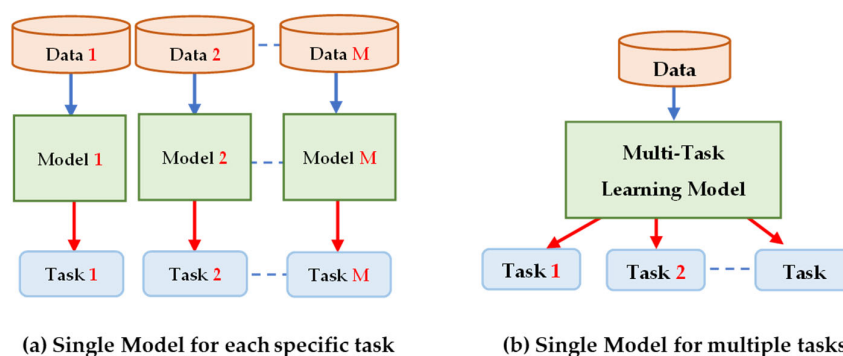 Data 1 Data 2 Data M Data
Model 1 Model 2 Model M Multi-Task
Learning Model
Task 1 Task 2 Task M Task 1 Task 2 Task
(a) Single Model for each specific task (b) Single Model for multiple tasks